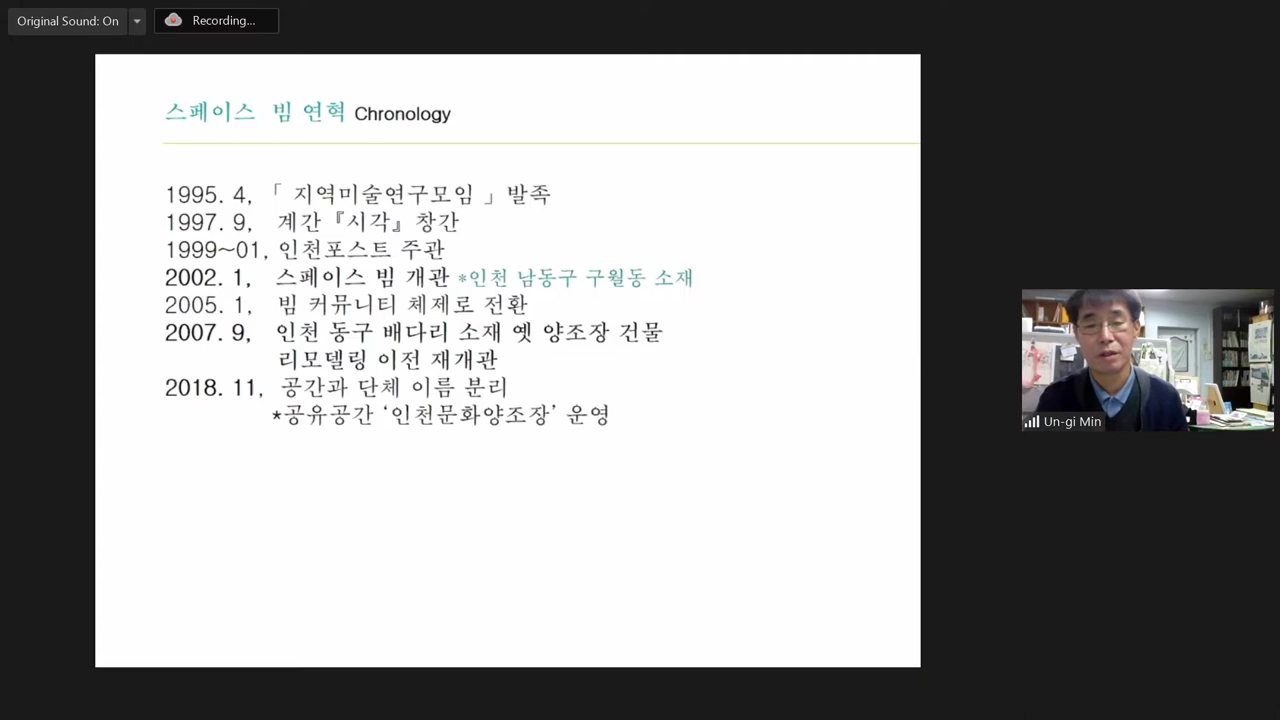 Original Sound: On
Recording...
스페이스 빔 연혁 Chronology
1995. 4, 「 지역미술연구모임 」 발족
1997. 9, 계간『시각』창간
1999~01, 인천포스트 주관
2002. 1, 스페이스 빔 개관 *인천 남동구 구월동 소재
2005. 1, 빔 커뮤니티 체제로 전환
2007. 9, 인천 동구 배다리 소재 옛 양조장 건물
리모델링 이전 재개관
2018. 11, 공간과 단체 이름 분리
*공유공간 ‘인천문화양조장’ 운영
Un-gi Min